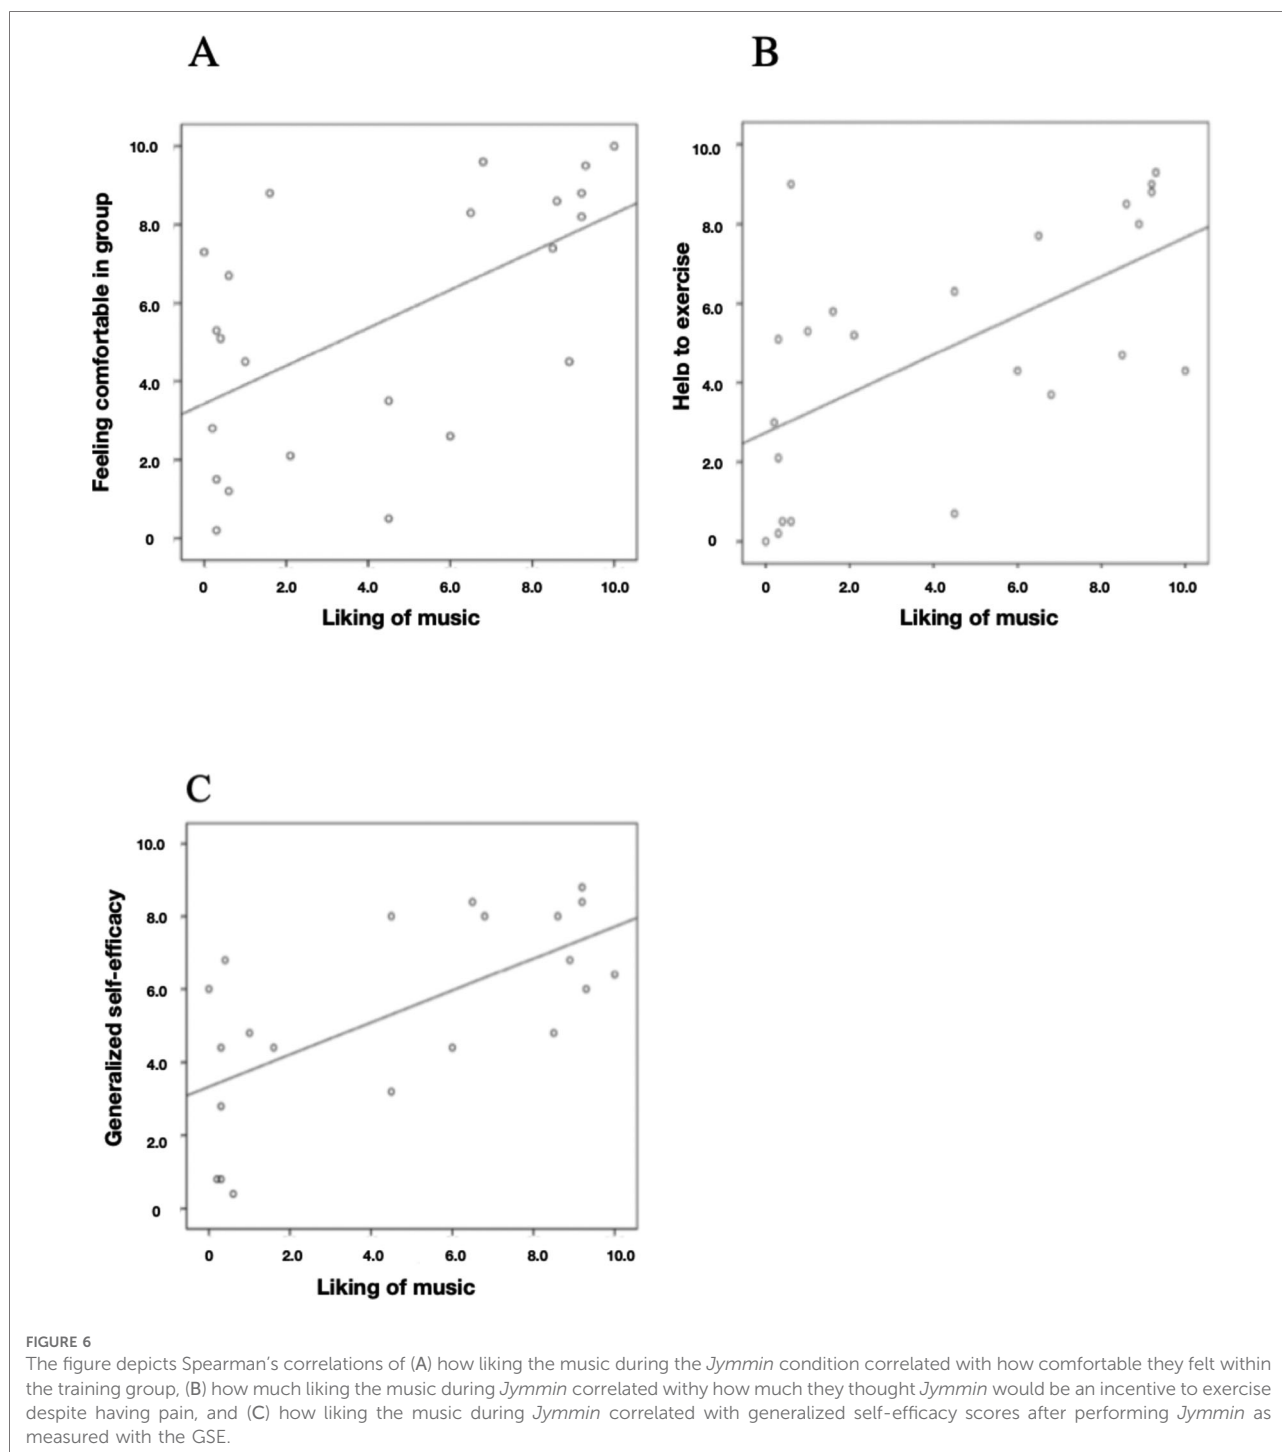 A
Feeling comfortable in group
10.0
8.0
6.0
4.0
2.0
0
0 2.0 4.0 6.0 8.0 10.0
Liking of music
B
Help to exercise
10.0
8.0
6.0
4.0
2.0
0
0 2.0 4.0 6.0 8.0 10.0
Liking of music
C
Generalized self-efficacy
10.0
8.0
6.0
4.0
2.0
0
0 2.0 4.0 6.0 8.0 10.0
Liking of music
FIGURE 6
The figure depicts Spearman's correlations of (A) how liking the music during the Jymmin condition correlated with how comfortable they felt within
the training group, (B) how much liking the music during Jymmin correlated withy how much they thought Jymmin would be an incentive to exercise
despite having pain, and (C) how liking the music during Jymmin correlated with generalized self-efficacy scores after performing Jymmin as
measured with the GSE.